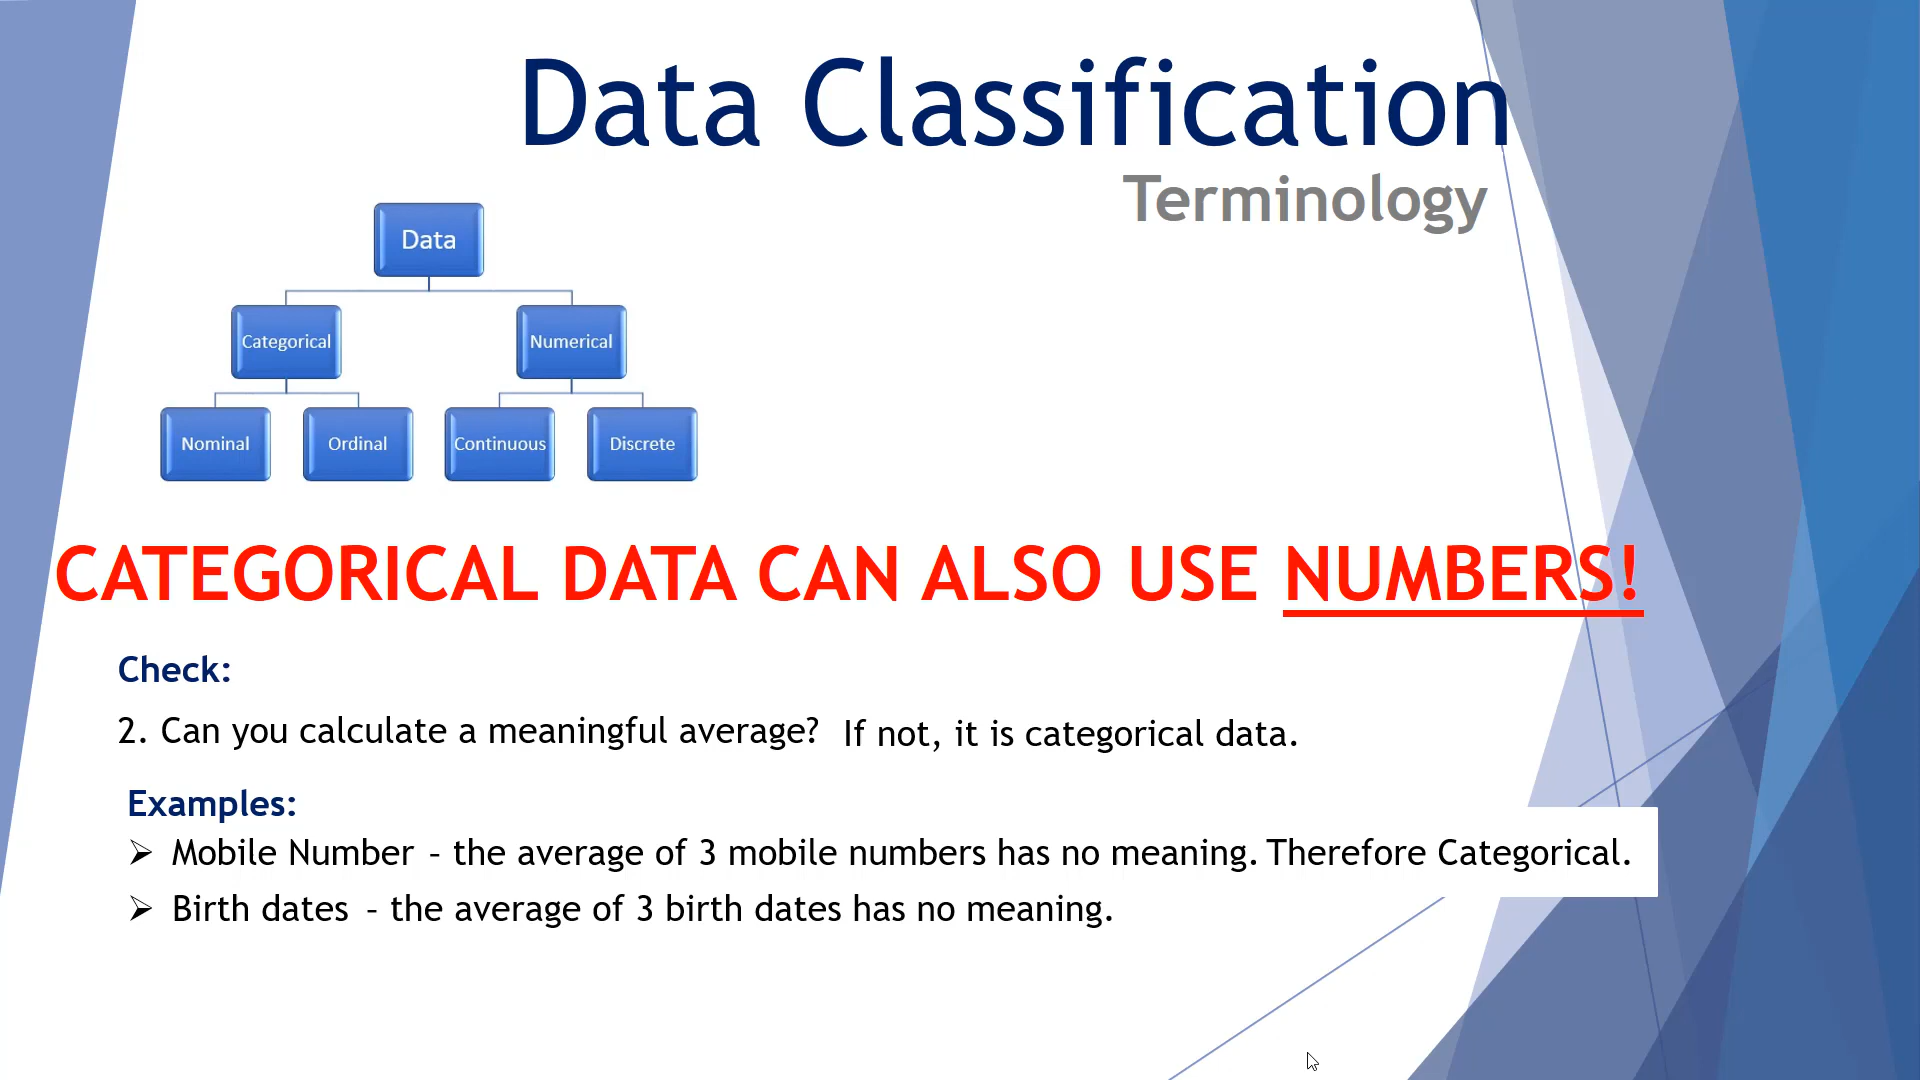 Data Classification
Terminology
Data
Categorical
Numerical
Nominal
Ordinal
Continuous
Discrete
CATEGORICAL DATA CAN ALSO USE NUMBERS!
Check:
2. Can you calculate a meaningful average? If not, it is categorical data.
Examples:
➢ Mobile Number – the average of 3 mobile numbers has no meaning. Therefore Categorical.
➢ Birth dates – the average of 3 birth dates has no meaning.